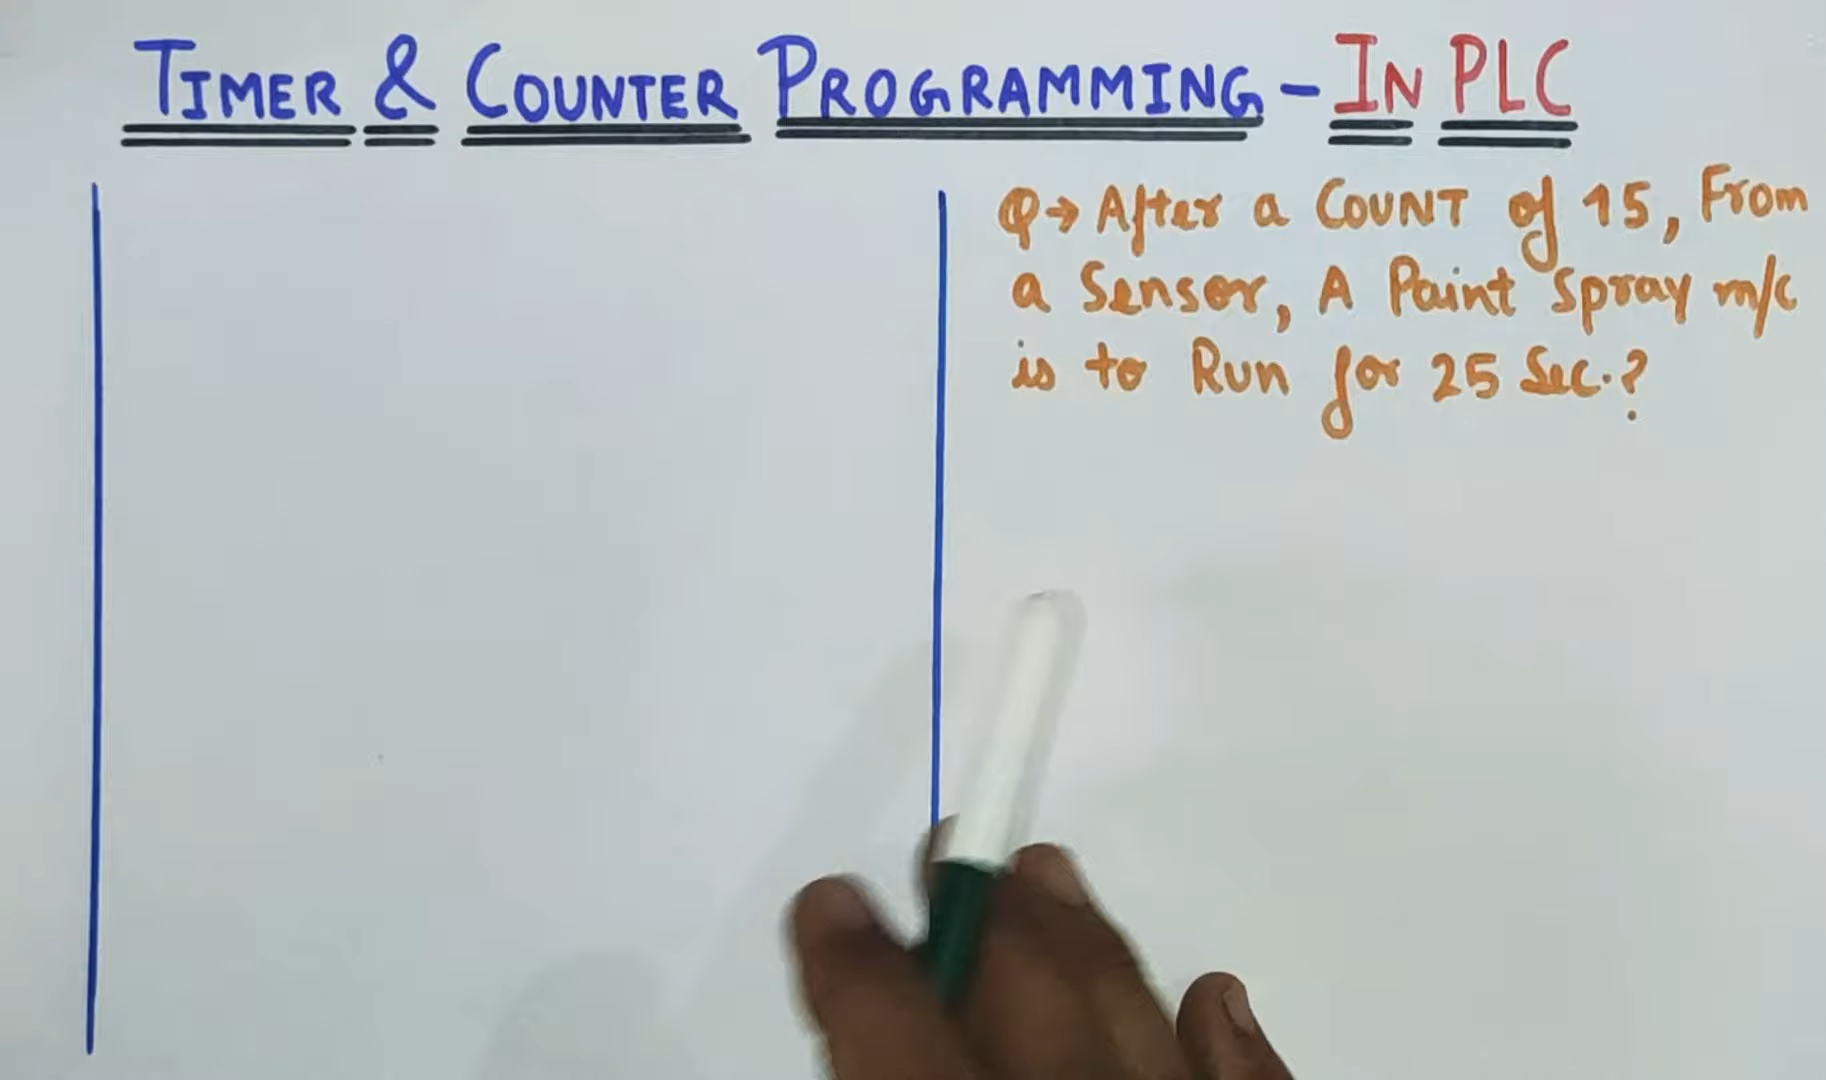 TIMER & COUNTER PROGRAMMING - IN PLC
Q→ After a COUNT of 15, From
a Sensor, A Paint Spray m/c
is to Run for 25 Sec.?